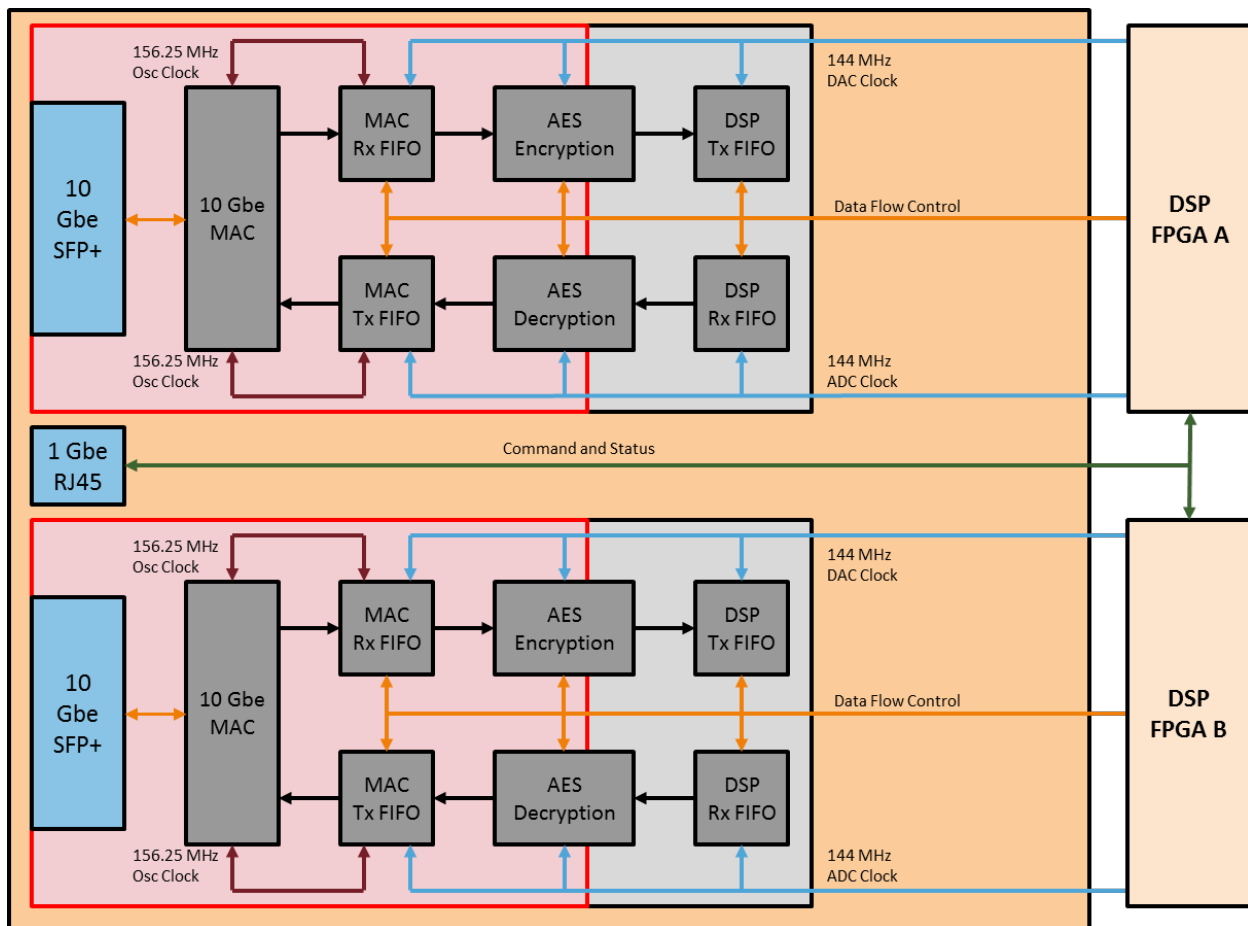 156.25 MHz
Osc Clock
144 MHz
DAC Clock
10
Gbe
SFP+
10 Gbe
MAC
MAC
Rx FIFO
AES
Encryption
DSP
Tx FIFO
Data Flow Control
DSP
FPGA A
MAC
Tx FIFO
AES
Decryption
DSP
Rx FIFO
156.25 MHz
Osc Clock
144 MHz
ADC Clock
1 Gbe
RJ45
Command and Status
156.25 MHz
Osc Clock
144 MHz
DAC Clock
10
Gbe
SFP+
10 Gbe
MAC
MAC
Rx FIFO
AES
Encryption
DSP
Tx FIFO
Data Flow Control
DSP
FPGA B
MAC
Tx FIFO
AES
Decryption
DSP
Rx FIFO
156.25 MHz
Osc Clock
144 MHz
ADC Clock